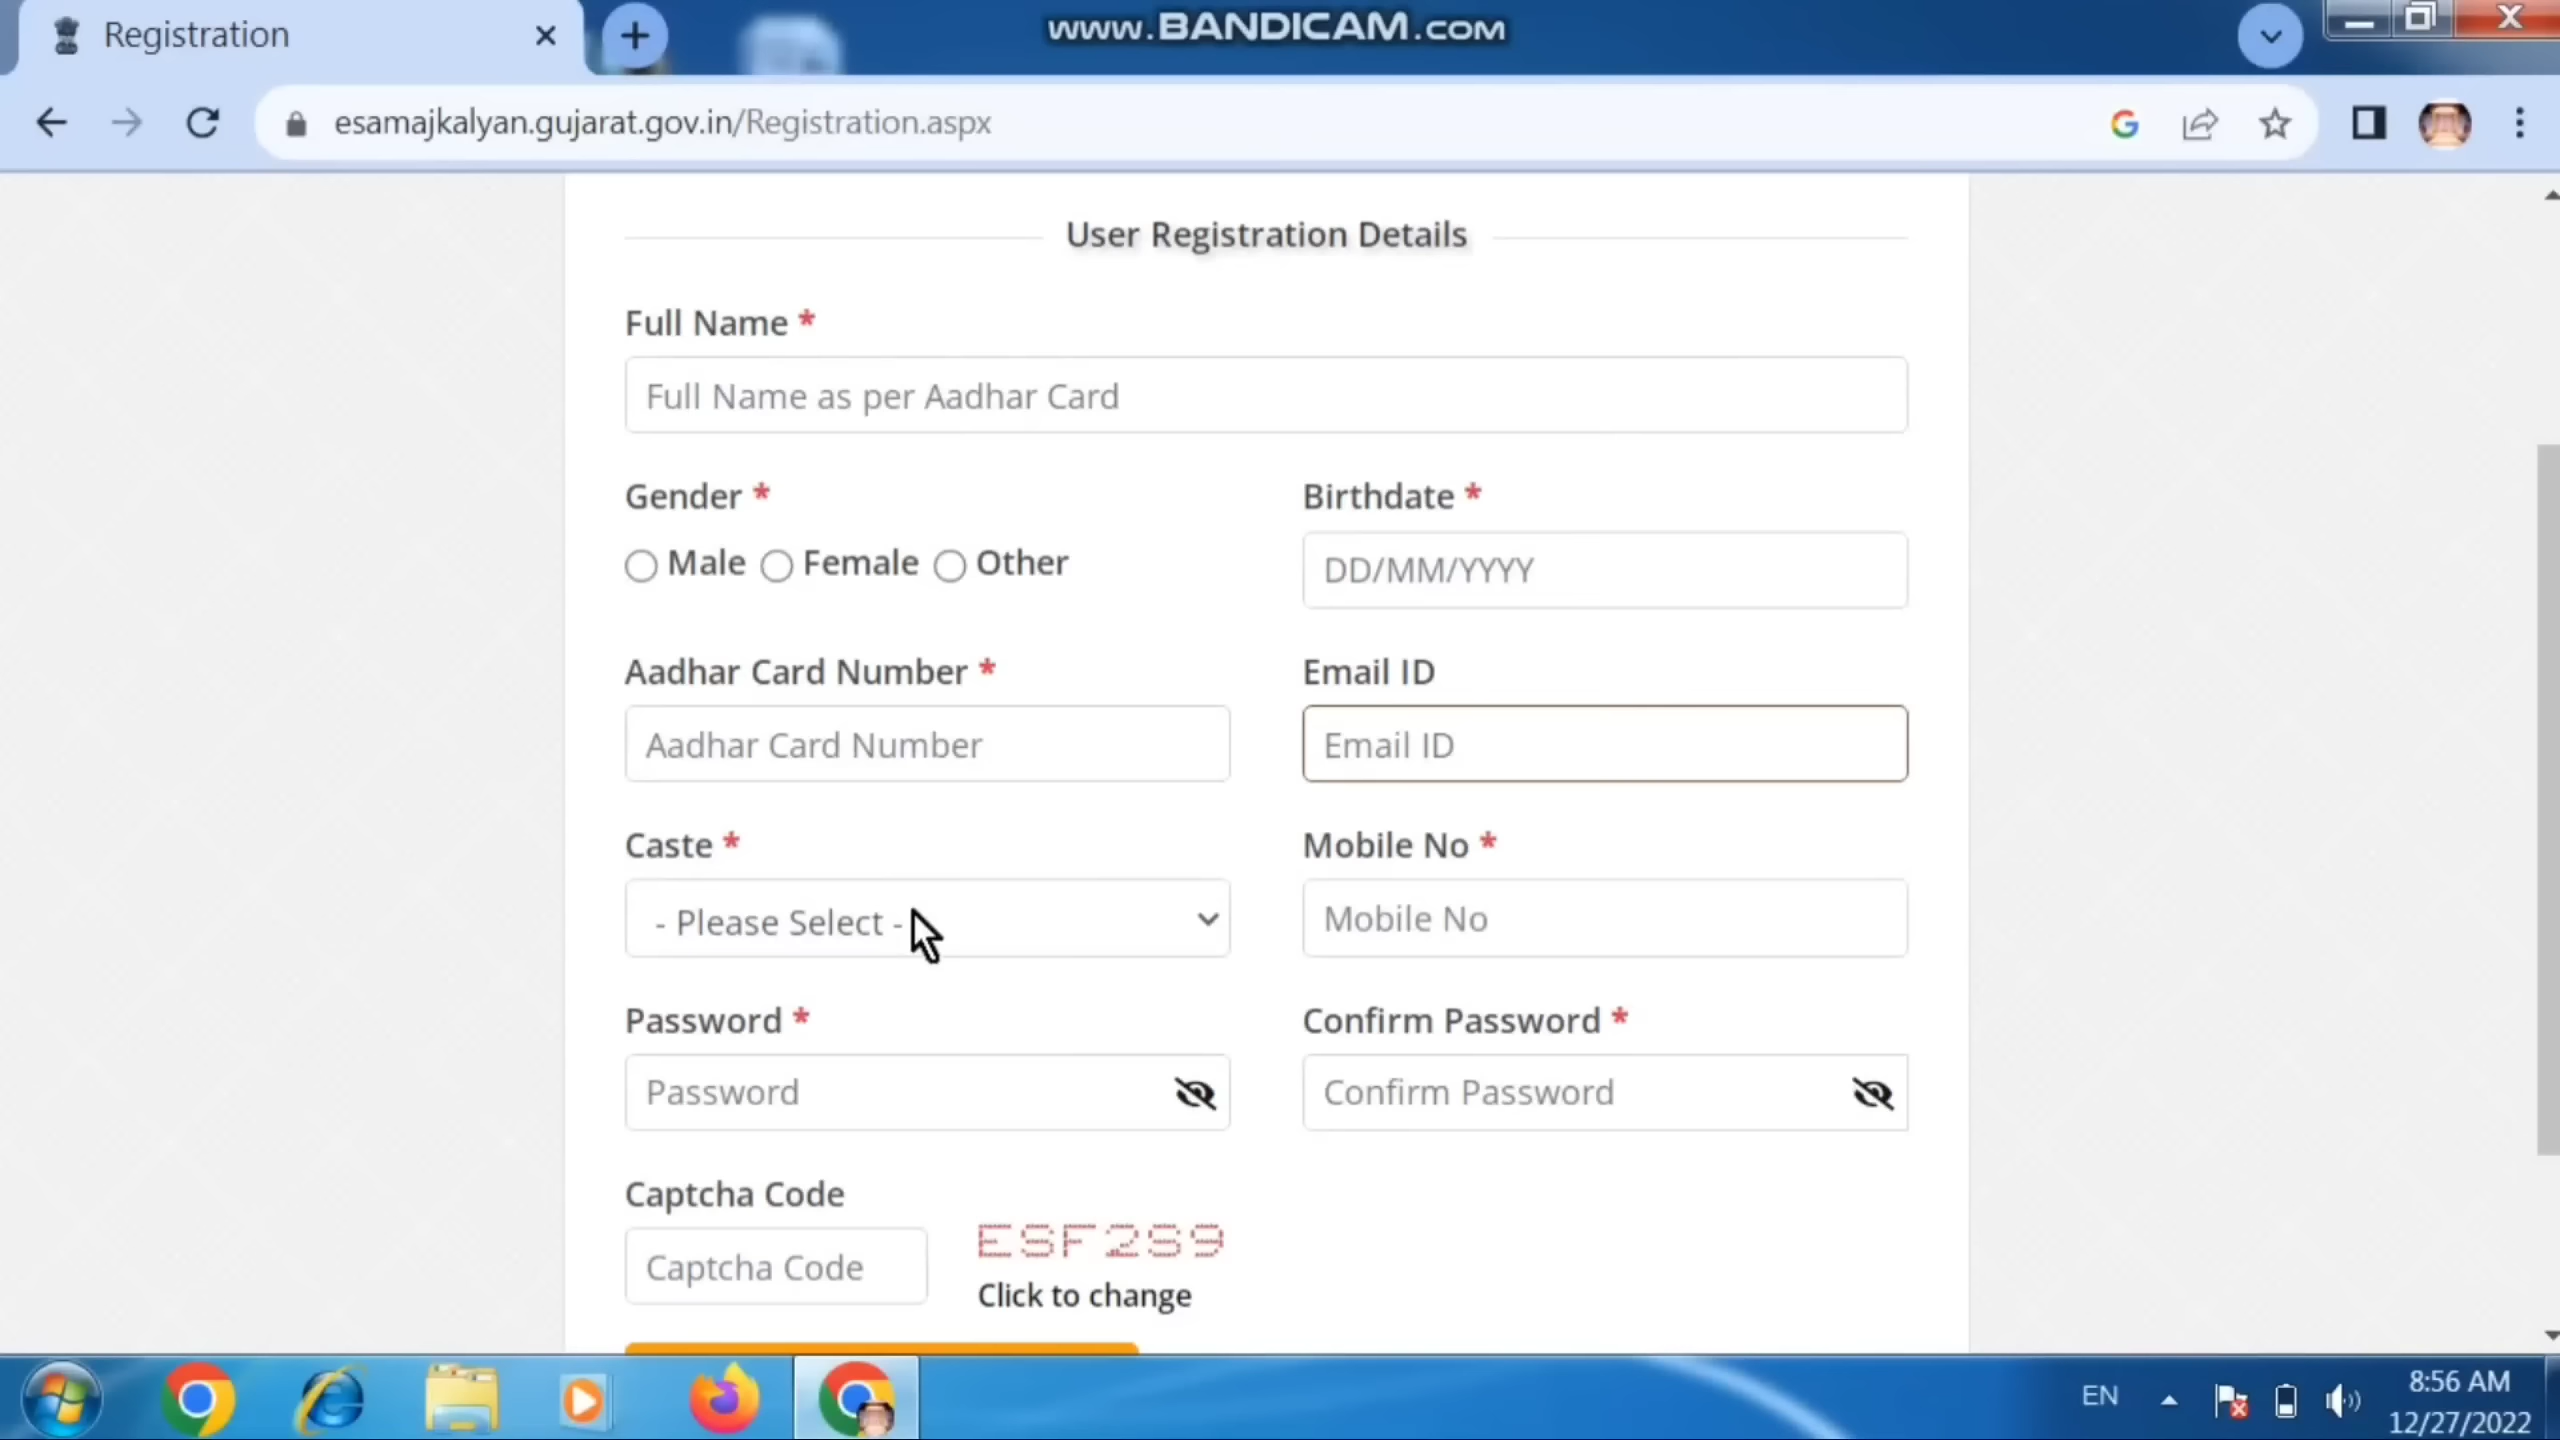 Registration
www.BANDICAM.COM
esamajkalyan.gujarat.gov.in/Registration.aspx
User Registration Details
Full Name *
Full Name as per Aadhar Card
Gender *
Birthdate *
Male Female Other
DD/MM/YYYY
Aadhar Card Number *
Email ID
Aadhar Card Number
Email ID
Caste *
Mobile No *
- Please Select -
Mobile No
Password *
Confirm Password *
Password
Confirm Password
Captcha Code
ESF2S9
Captcha Code
Click to change
EN
8:56 AM
12/27/2022